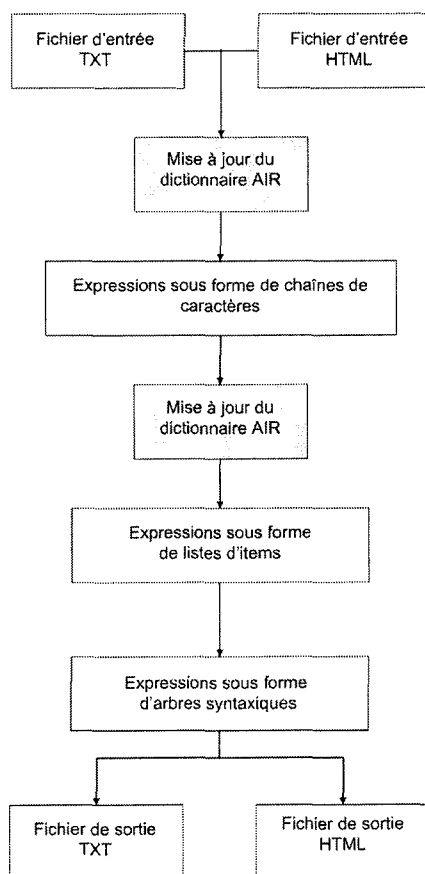 Fichier d'entrée
TXT
Fichier d'entrée
HTML
Mise à jour du
dictionnaire AIR
Expressions sous forme de chaînes de
caractères
Mise à jour du
dictionnaire AIR
Expressions sous forme
de listes d'items
Expressions sous forme
d'arbres syntaxiques
Fichier de sortie
TXT
Fichier de sortie
HTML